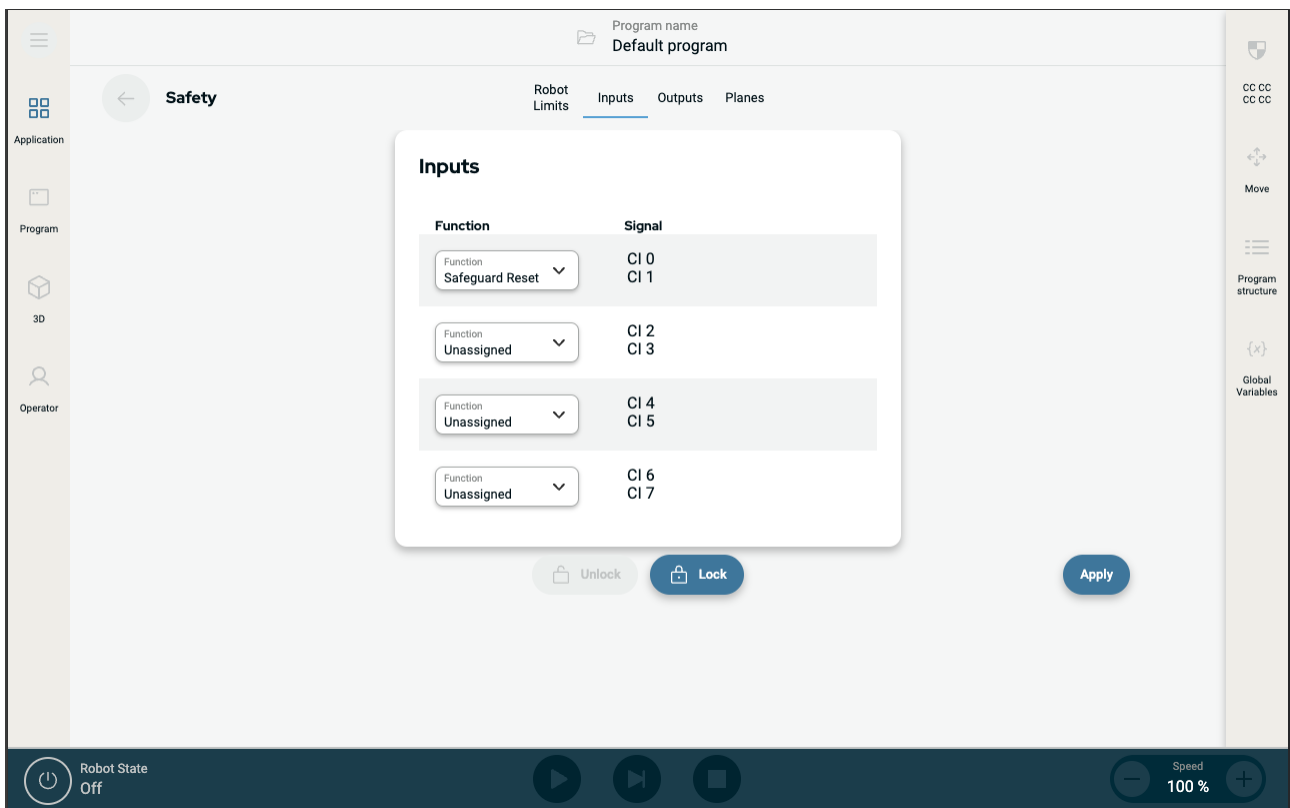 Program name
Default program
Safety
Robot
Limits
Inputs
Outputs
Planes
Application
Program
3D
Operator
Inputs
Function
Signal
Function
Safeguard Reset
CI 0
CI 1
Function
Unassigned
CI 2
CI 3
Function
Unassigned
CI 4
CI 5
Function
Unassigned
CI 6
CI 7
Unlock
Lock
Apply
CC CC
CC CC
Move
Program
structure
{x}
Global
Variables
Robot State
Off
Speed
100 %